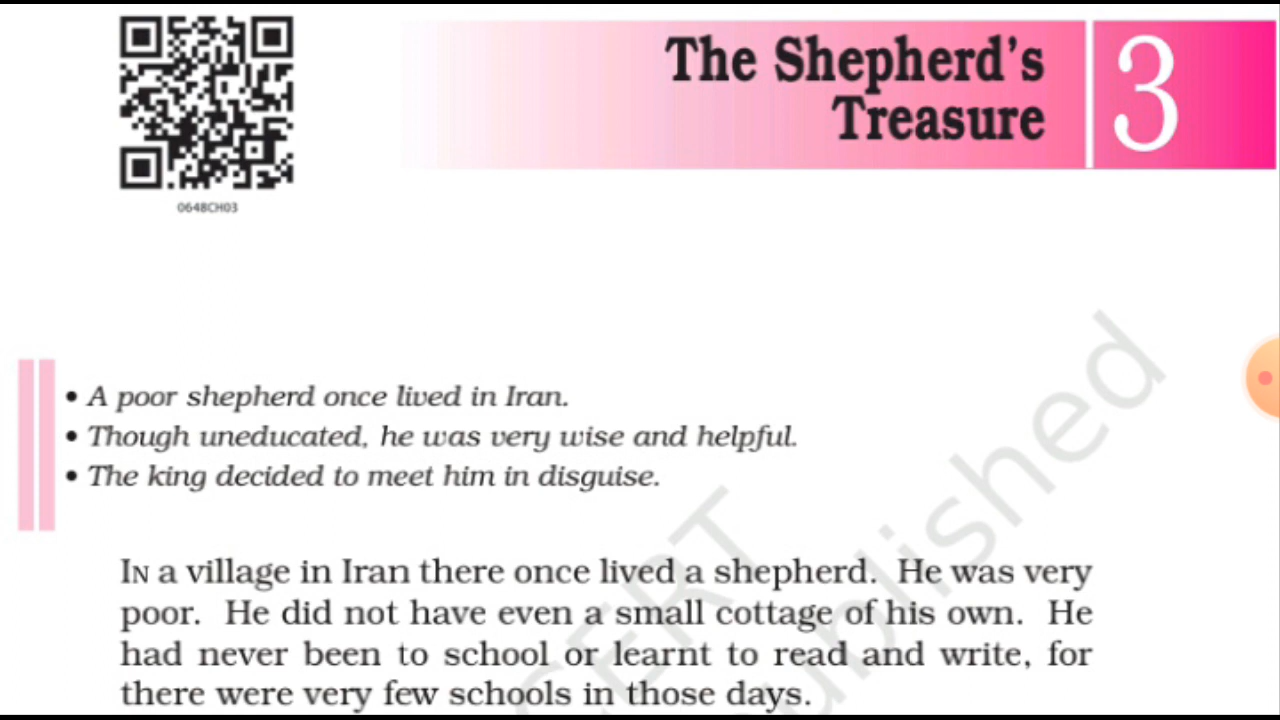 The Shepherd's
Treasure
3
0648CH03
• A poor shepherd once lived in Iran.
• Though uneducated, he was very wise and helpful.
• The king decided to meet him in disguise.
IN a village in Iran there once lived a shepherd. He was very
poor. He did not have even a small cottage of his own. He
had never been to school or learnt to read and write, for
there were very few schools in those days.